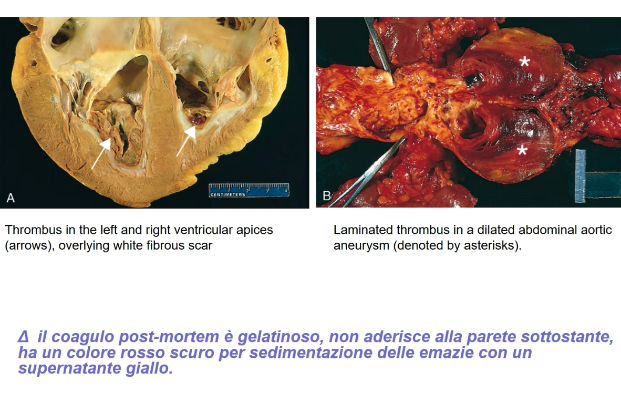 A
CENTIMETERS
B
Thrombus in the left and right ventricular apices
(arrows), overlying white fibrous scar
Laminated thrombus in a dilated abdominal aortic
aneurysm (denoted by asterisks).
Δ il coagulo post-mortem è gelatinoso, non aderisce alla parete sottostante,
ha un colore rosso scuro per sedimentazione delle emazie con un
supernatante giallo.